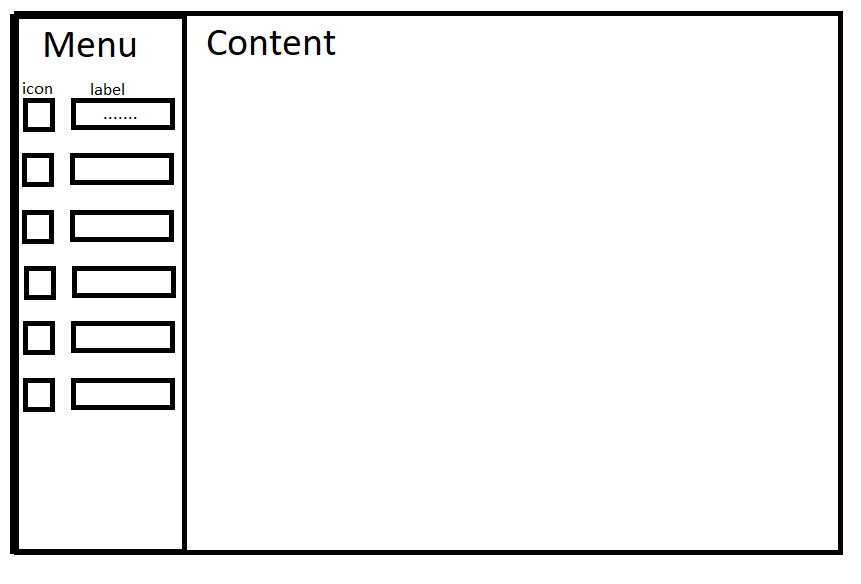 Menu
Content
icon
label
.......